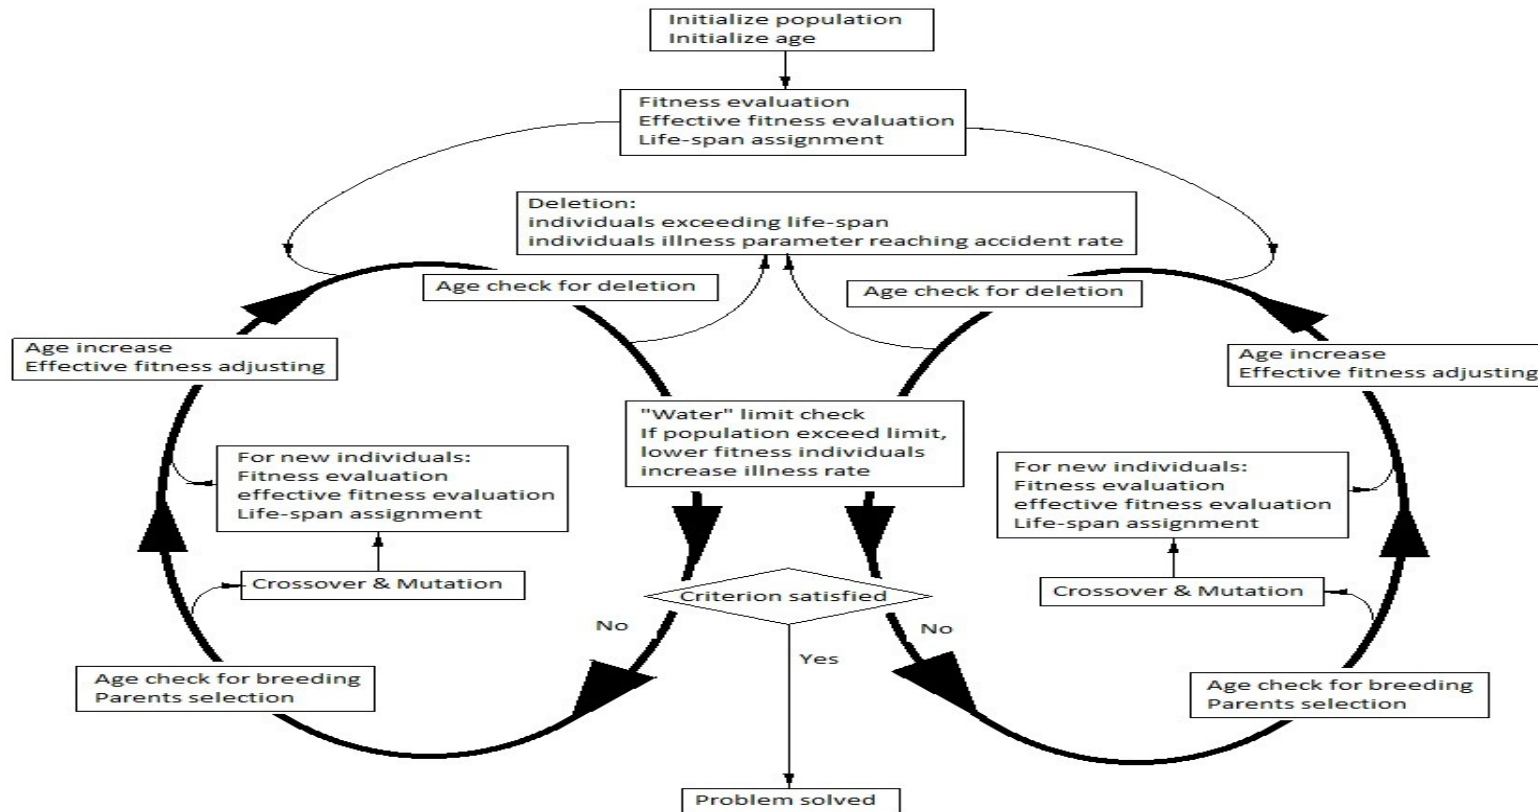 Initialize population
Initialize age
Fitness evaluation
Effective fitness evaluation
Life-span assignment
Deletion:
individuals exceeding life-span
individuals illness parameter reaching accident rate
Age check for deletion
Age check for deletion
Age increase
Effective fitness adjusting
Age increase
Effective fitness adjusting
"Water" limit check
If population exceed limit,
lower fitness individuals
increase illness rate
For new individuals:
Fitness evaluation
effective fitness evaluation
Life-span assignment
For new individuals:
Fitness evaluation
effective fitness evaluation
Life-span assignment
Crossover & Mutation
Criterion satisfied
Crossover & Mutation
No
No
Yes
Age check for breeding
Parents selection
Age check for breeding
Parents selection
Problem solved